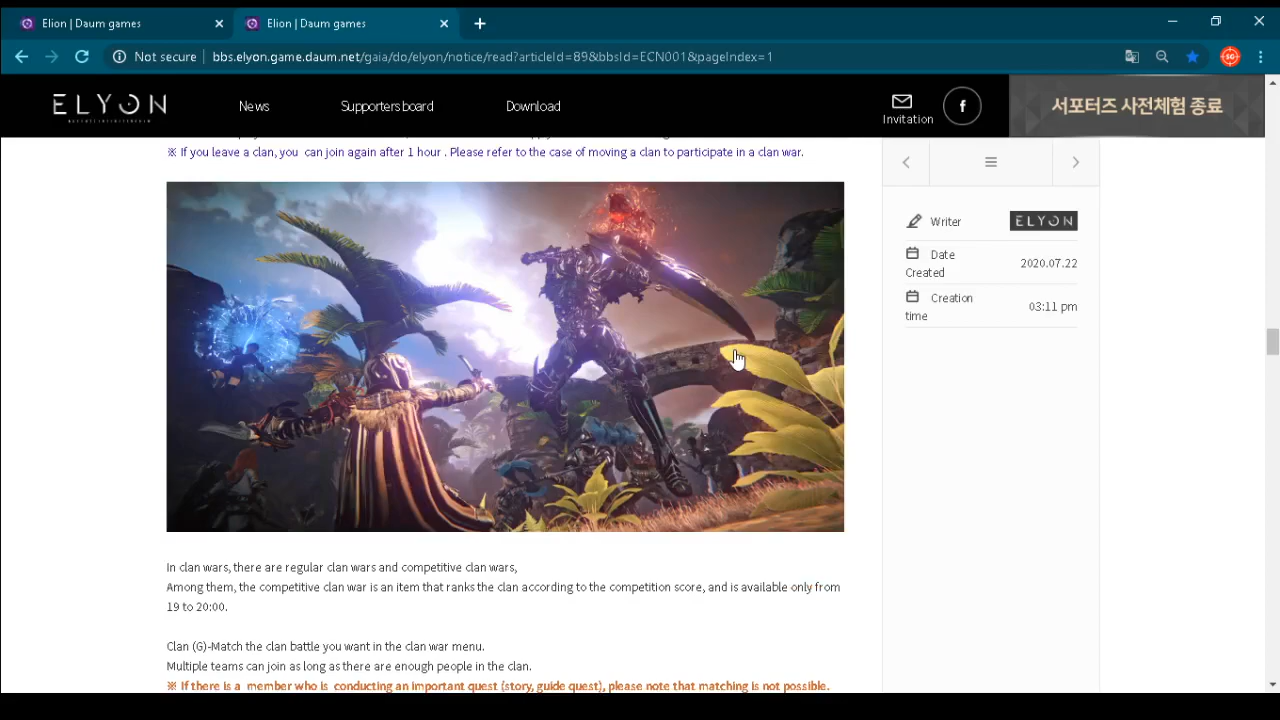 Elion | Daum games
Elion | Daum games
Not secure
bbs.elyon.game.daum.net/gaia/do/elyon/notice/read?articleId=89&bbsId=ECN001&pageIndex=1
ELYON
News
Supporters board
Download
Invitation
f
서포터즈 사전체험 종료
※ If you leave a clan, you can join again after 1 hour . Please refer to the case of moving a clan to participate in a clan war.
Writer
ELYON
Date
Created
2020.07.22
Creation
time
03:11 pm
In clan wars, there are regular clan wars and competitive clan wars,
Among them, the competitive clan war is an item that ranks the clan according to the competition score, and is available only from
19 to 20:00.
Clan (G)-Match the clan battle you want in the clan war menu.
Multiple teams can join as long as there are enough people in the clan.
※ If there is a member who is conducting an important quest (story, guide quest), please note that matching is not possible.